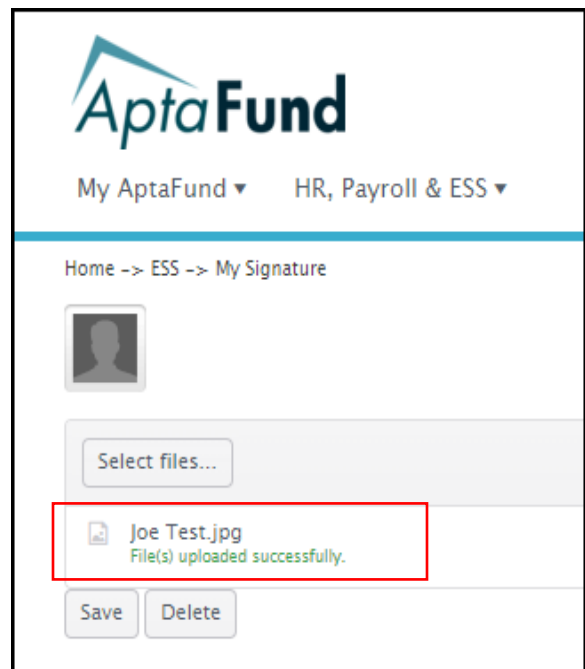 AptaFund
My AptaFund ▾ HR, Payroll & ESS ▾
Home -> ESS -> My Signature
Select files...
Joe Test.jpg
File(s) uploaded successfully.
Save Delete